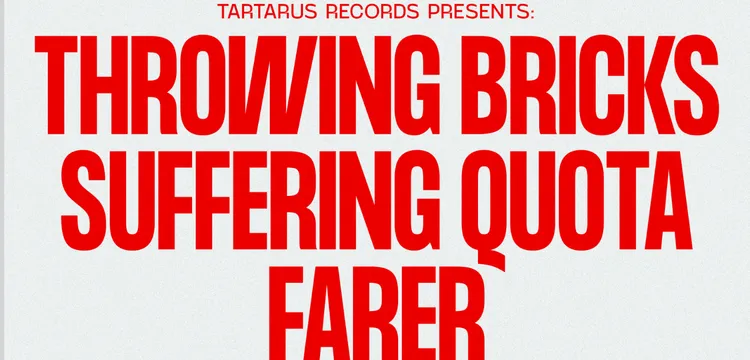 TARTARUS RECORDS PRESENTS:
THROWING BRICKS
SUFFERING QUOTA
FARER